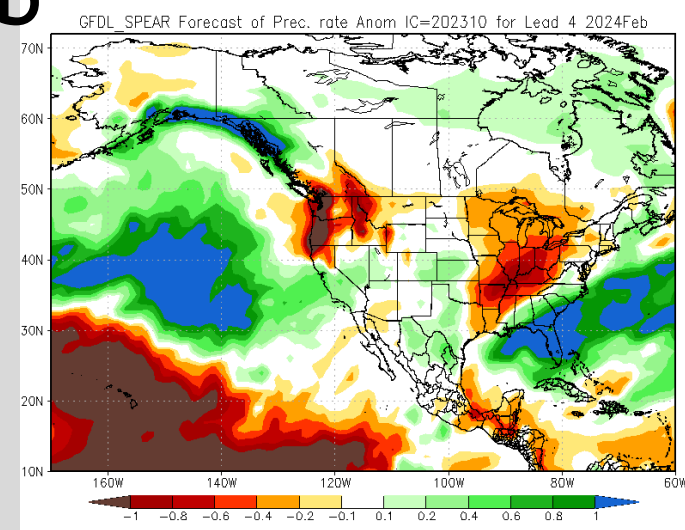 D
GFDL_SPEAR Forecast of Prec. rate Anom IC=202310 for Lead 4 2024Feb
70N
60N
50N
40N
30N
20N
10N
160W 140W 120W 100W 80W 60W
-1 -0.8 -0.6 -0.4 -0.2 -0.1 0.1 0.2 0.4 0.6 0.8 1